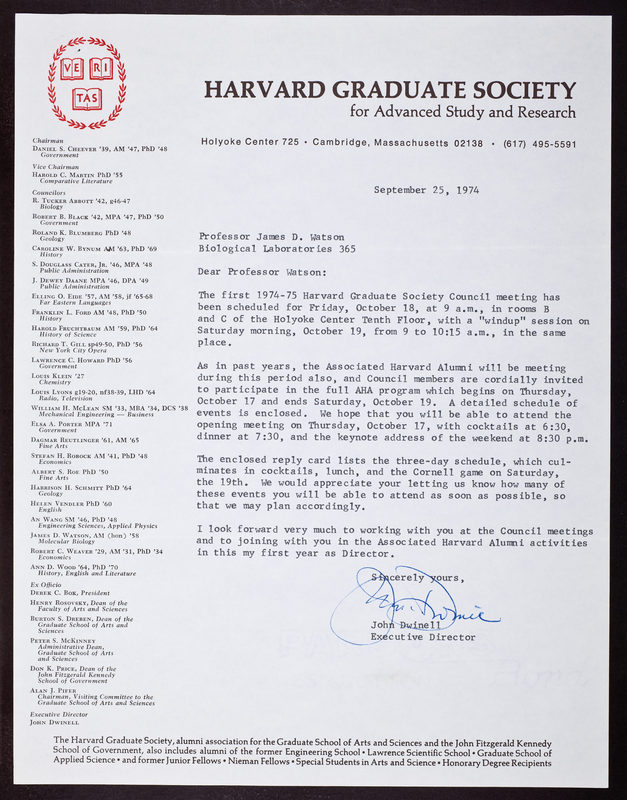 VE RI
TAS
HARVARD GRADUATE SOCIETY
for Advanced Study and Research
Holyoke Center 725 • Cambridge, Massachusetts 02138 • (617) 495-5591
Chairman
DANIEL S. CHEEVER '39, AM '47, PhD '48
Government
Vice Chairman
HAROLD C. MARTIN PhD '55
Comparative Literature
Councilors
R. TUCKER ABBOTT '42, g46-47
Biology
ROBERT B. BLACK '42, MPA '47, PhD '50
Government
ROLAND K. BLUMBERG PhD '48
Geology
CAROLINE W. BYNUM AM '63, PhD '69
History
S. DOUGLASS CATER, JR. '46, MPA '48
Public Administration
J. DEWEY DAANE MPA '46, DPA '49
Public Administration
ELLING O. EIDE '57, AM '58, jf '65-68
Far Eastern Languages
FRANKLIN L. FORD AM '48, PhD '50
History
HAROLD FRUCHTBAUM AM '59, PhD '64
History of Science
RICHARD T. GILL sp49-50, PhD '56
New York City Opera
LAWRENCE C. HOWARD PhD '56
Government
LOUIS KLEIN '27
Chemistry
LOUIS LYONS g19-20, nf38-39, LHD '64
Radio, Television
WILLIAM H. MCLEAN SM '33, MBA '34, DCS '38
Mechanical Engineering — Business
ELSA A. PORTER MPA '71
Government
DAGMAR REUTLINGER '61, AM '65
Fine Arts
STEFAN H. ROBOCK AM '41, PhD '48
Economics
ALBERT S. ROE PhD '50
Fine Arts
HARRISON H. SCHMITT PhD '64
Geology
HELEN VENDLER PhD '60
English
AN WANG SM '46, PhD '48
Engineering Sciences, Applied Physics
JAMES D. WATSON, AM (hon) '58
Molecular Biology
ROBERT C. WEAVER '29, AM '31, PhD '34
Economics
ANN D. WOOD '64, PhD '70
History, English and Literature
Ex Officio
DEREK C. BOK, President
HENRY ROSOVSKY, Dean of the
Faculty of Arts and Sciences
BURTON S. DREBEN, Dean of the
Graduate School of Arts and
Sciences
PETER S. MCKINNEY
Administrative Dean,
Graduate School of Arts
and Sciences
DON K. PRICE, Dean of the
John Fitzgerald Kennedy
School of Government
ALAN J. PIFER
Chairman, Visiting Committee to the
Graduate School of Arts and Sciences
Executive Director
JOHN DWINELL
September 25, 1974
Professor James D. Watson
Biological Laboratories 365
Dear Professor Watson:
The first 1974-75 Harvard Graduate Society Council meeting has
been scheduled for Friday, October 18, at 9 a.m., in rooms B
and C of the Holyoke Center Tenth Floor, with a "windup" session on
Saturday morning, October 19, from 9 to 10:15 a.m., in the same
place.
As in past years, the Associated Harvard Alumni will be meeting
during this period also, and Council members are cordially invited
to participate in the full AHA program which begins on Thursday,
October 17 and ends Saturday, October 19. A detailed schedule of
events is enclosed. We hope that you will be able to attend the
opening meeting on Thursday, October 17, with cocktails at 6:30,
dinner at 7:30, and the keynote address of the weekend at 8:30 p.m.
The enclosed reply card lists the three-day schedule, which cul-
minates in cocktails, lunch, and the Cornell game on Saturday,
the 19th. We would appreciate your letting us know how many of
these events you will be able to attend as soon as possible, so
that we may plan accordingly.
I look forward very much to working with you at the Council meetings
and to joining with you in the Associated Harvard Alumni activities
in this my first year as Director.
Sincerely yours,
John Dwinell
Executive Director
The Harvard Graduate Society, alumni association for the Graduate School of Arts and Sciences and the John Fitzgerald Kennedy
School of Government, also includes alumni of the former Engineering School • Lawrence Scientific School • Graduate School of
Applied Science • and former Junior Fellows • Nieman Fellows • Special Students in Arts and Science • Honorary Degree Recipients